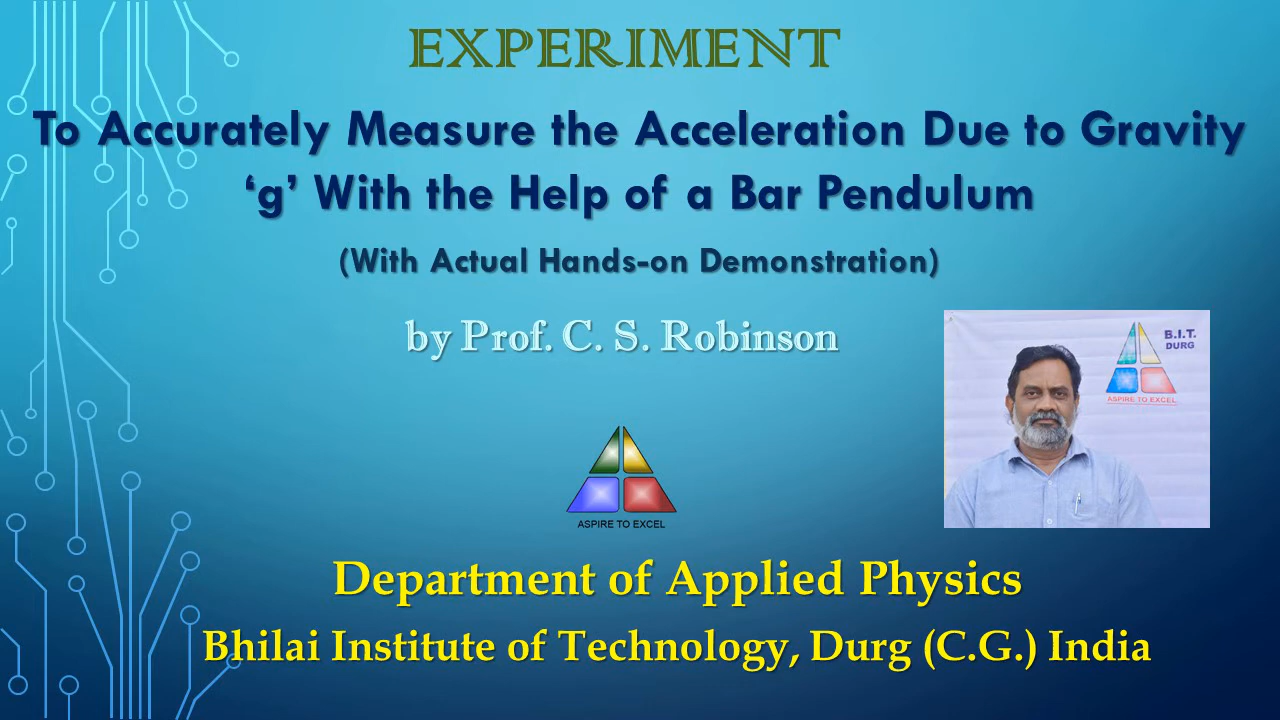 EXPERIMENT
To Accurately Measure the Acceleration Due to Gravity
‘g’ With the Help of a Bar Pendulum
(With Actual Hands-on Demonstration)
by Prof. C. S. Robinson
B.I.T.
DURG
ASPIRE TO EXCEL
ASPIRE TO EXCEL
Department of Applied Physics
Bhilai Institute of Technology, Durg (C.G.) India